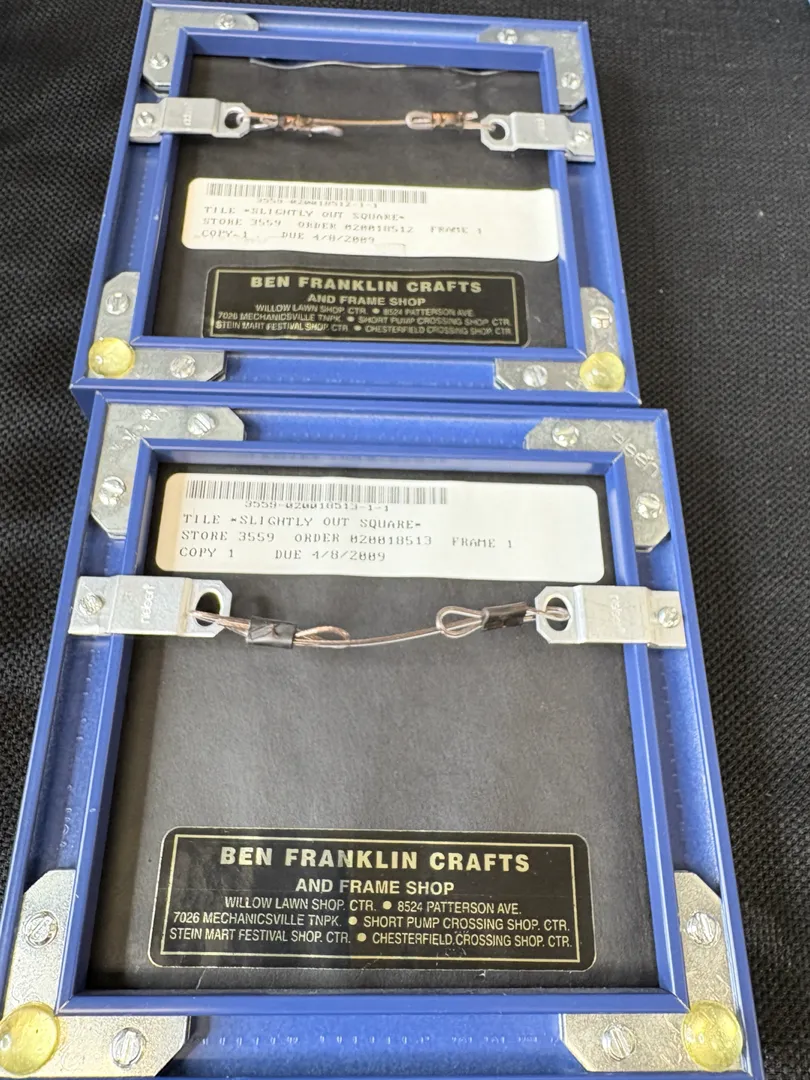 3559-020018512-1-1
TILE *SLIGHTLY OUT SQUARE*
STORE 3559 ORDER 020018512 FRAME 1
COPY 1 DUE 4/8/2009
BEN FRANKLIN CRAFTS
AND FRAME SHOP
WILLOW LAWN SHOP. CTR. ● 8524 PATTERSON AVE.
7026 MECHANICSVILLE TNPK. ● SHORT PUMP CROSSING SHOP. CTR.
STEIN MART FESTIVAL SHOP. CTR. ● CHESTERFIELD CROSSING SHOP. CTR.
3559-020018513-1-1
TILE *SLIGHTLY OUT SQUARE*
STORE 3559 ORDER 020018513 FRAME 1
COPY 1 DUE 4/8/2009
BEN FRANKLIN CRAFTS
AND FRAME SHOP
WILLOW LAWN SHOP. CTR. ● 8524 PATTERSON AVE.
7026 MECHANICSVILLE TNPK. ● SHORT PUMP CROSSING SHOP. CTR.
STEIN MART FESTIVAL SHOP. CTR. ● CHESTERFIELD CROSSING SHOP. CTR.